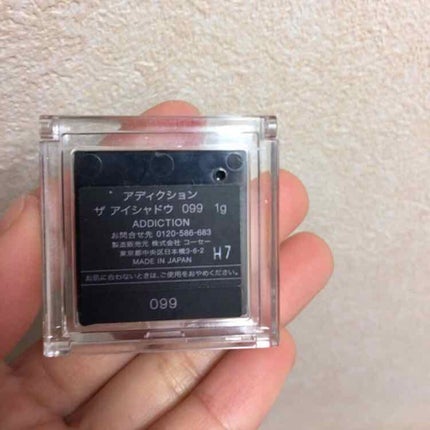 アディクション
ザ アイシャドウ 099 1g
ADDICTION
お問合せ先 0120-586-683
製造販売元 株式会社 コーセー
東京都中央区日本橋3-6-2
MADE IN JAPAN
H7
お肌に合わないときは、ご使用をおやめください。
099